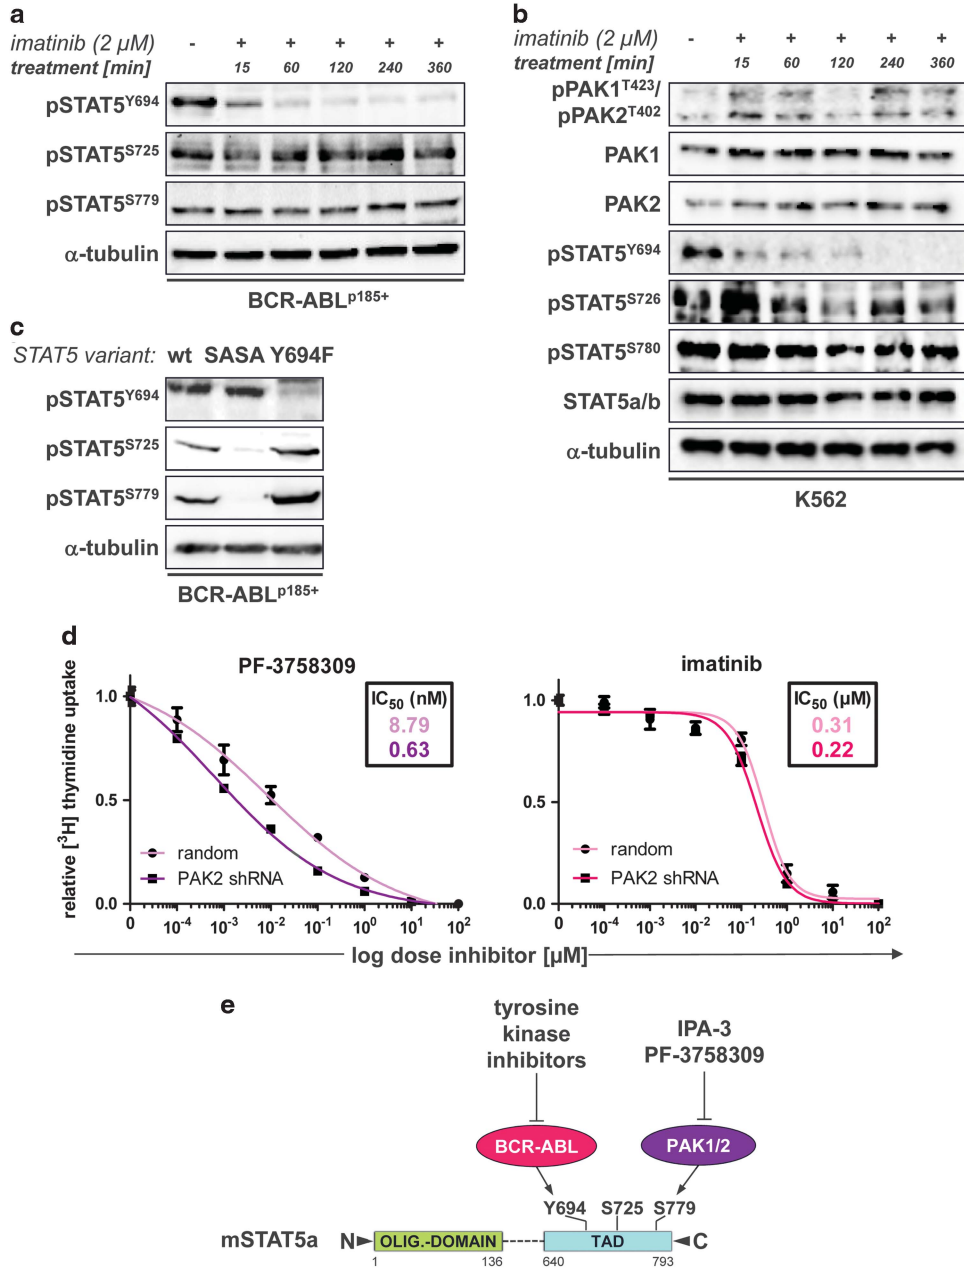 a
imatinib (2 µM) - + + + + +
treatment [min] 15 60 120 240 360
pSTAT5Y694
pSTAT5S725
pSTAT5S779
α-tubulin
BCR-ABLp185+
b
imatinib (2 µM) - + + + + +
treatment [min] 15 60 120 240 360
pPAK1T423/
pPAK2T402
PAK1
PAK2
pSTAT5Y694
pSTAT5S726
pSTAT5S780
STAT5a/b
α-tubulin
K562
c
STAT5 variant: wt SASA Y694F
pSTAT5Y694
pSTAT5S725
pSTAT5S779
α-tubulin
BCR-ABLp185+
d
PF-3758309
relative [3H] thymidine uptake
1.0
0.5
0.0
IC50 (nM)
8.79
0.63
random
PAK2 shRNA
0 10-4 10-3 10-2 10-1 100 101 102
imatinib
1.0
0.5
0.0
IC50 (µM)
0.31
0.22
random
PAK2 shRNA
0 10-4 10-3 10-2 10-1 100 101 102
log dose inhibitor [µM]
e
tyrosine
kinase
inhibitors
IPA-3
PF-3758309
BCR-ABL
PAK1/2
Y694 S725 S779
mSTAT5a N OLIG.-DOMAIN TAD C
1 136 640 793